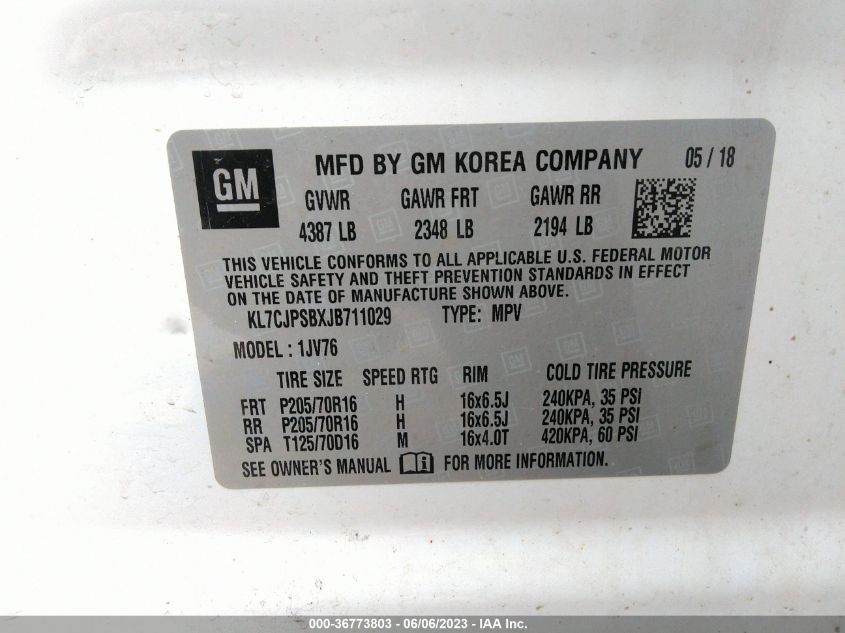 GM
MFD BY GM KOREA COMPANY 05 / 18
GVWR GAWR FRT GAWR RR
4387 LB 2348 LB 2194 LB
THIS VEHICLE CONFORMS TO ALL APPLICABLE U.S. FEDERAL MOTOR
VEHICLE SAFETY AND THEFT PREVENTION STANDARDS IN EFFECT
ON THE DATE OF MANUFACTURE SHOWN ABOVE.
KL7CJPSBXJB711029 TYPE: MPV
MODEL : 1JV76
TIRE SIZE SPEED RTG RIM COLD TIRE PRESSURE
FRT P205/70R16 H 16x6.5J 240KPA, 35 PSI
RR P205/70R16 H 16x6.5J 240KPA, 35 PSI
SPA T125/70D16 M 16x4.0T 420KPA, 60 PSI
SEE OWNER'S MANUAL FOR MORE INFORMATION.
000-36773803 - 06/06/2023 - IAA Inc.